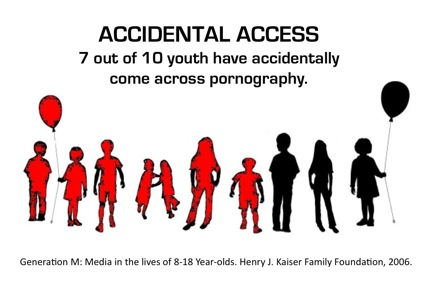 ACCIDENTAL ACCESS
7 out of 10 youth have accidentally
come across pornography.
Generation M: Media in the lives of 8-18 Year-olds. Henry J. Kaiser Family Foundation, 2006.